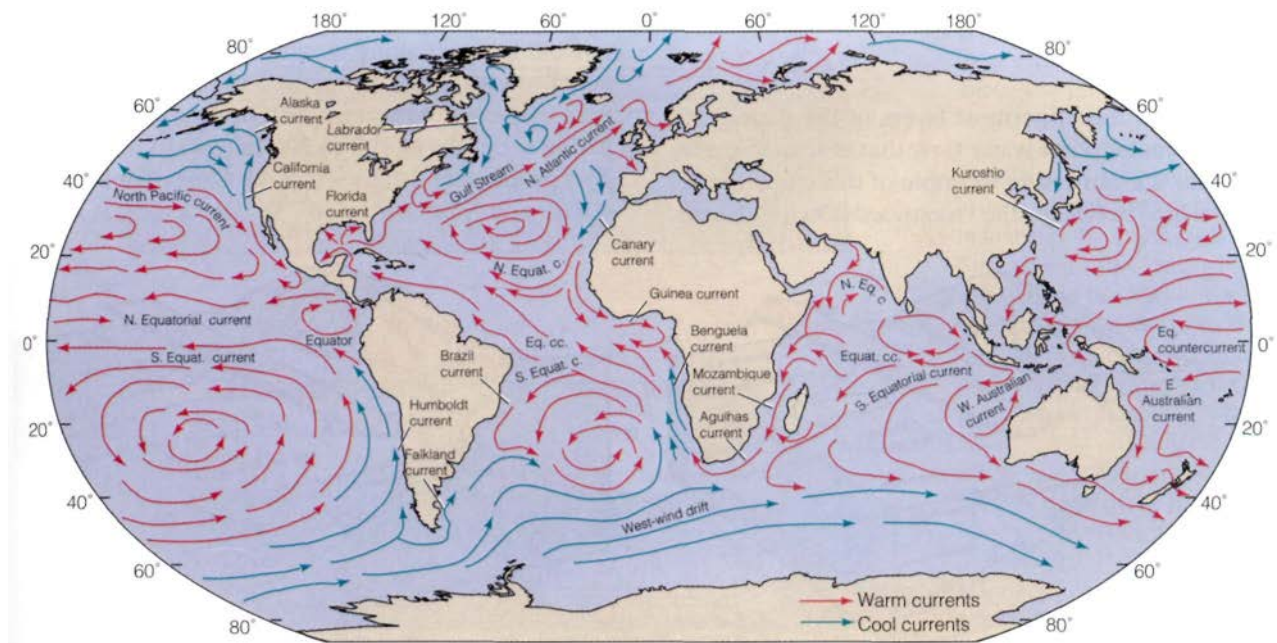 180° 120° 60° 0° 60° 120° 180°
80° 80°
60° 60°
Alaska
current
Labrador
current
California
current
40° 40°
North Pacific current
Florida
current
Gulf Stream
N. Atlantic current
Kuroshio
current
20° 20°
Canary
current
N. Equat. c.
Guinea current
N. Eq. c
N. Equatorial current
0° 0°
Equator
S. Equat. current
Eq. cc.
S. Equat. c.
Benguela
current
Equat. cc.
Eq.
countercurrent
Brazil
current
Mozambique
current
S. Equatorial current
W. Australian
current
E.
Australian
current
Humboldt
current
Agulhas
current
20° 20°
Falkland
current
40° 40°
West-wind drift
60° 60°
Warm currents
Cool currents
80° 80°